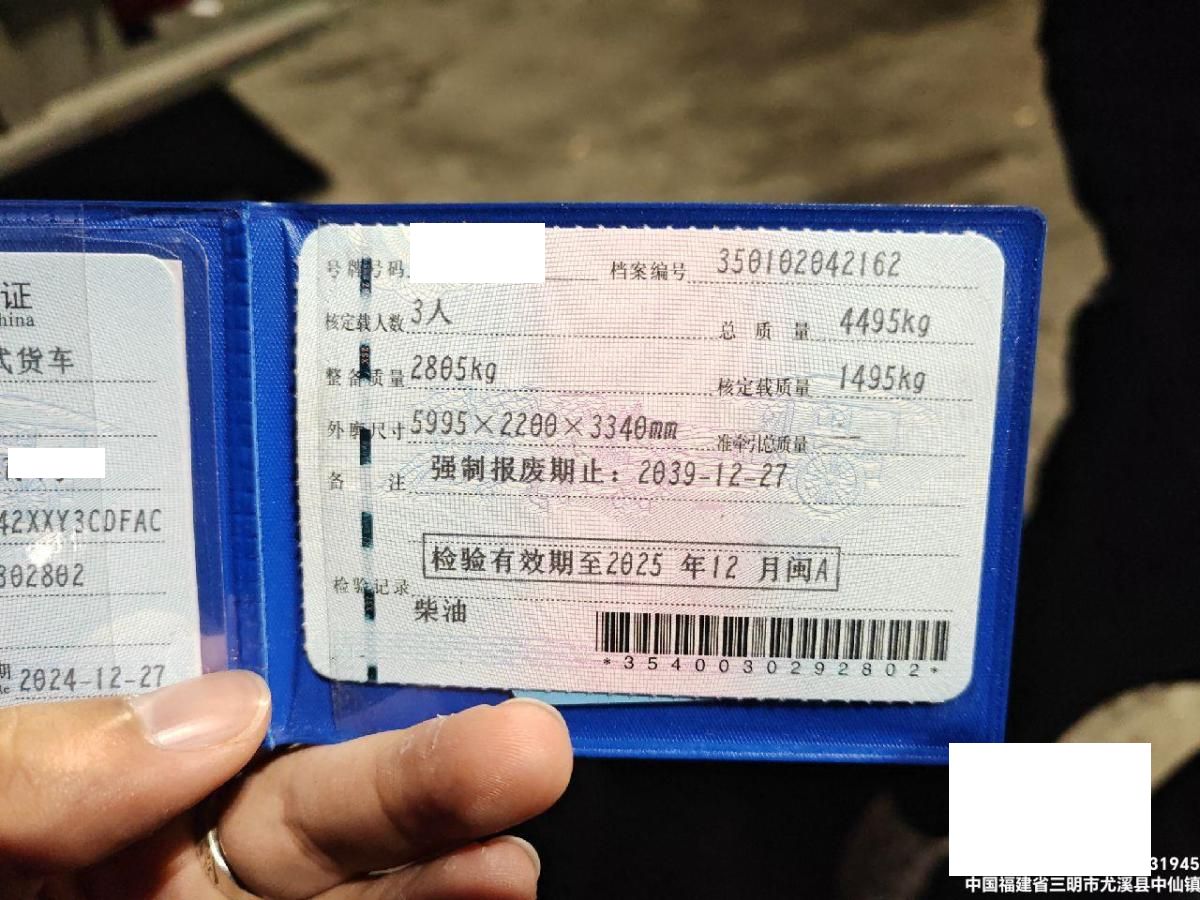 证
hina
式货车
42XXY3CDFAC
302802
期 2024-12-27
号牌号码
档案编号 350102042162
核定载人数 3人
总质量 4495kg
整备质量 2805kg
核定载质量 1495kg
外廓尺寸 5995×2200×3340mm
准牵引总质量 —
备注 强制报废期止：2039-12-27
检验有效期至2025 年12 月闽A
检验记录
柴油
*3540030292802*
31945
中国福建省三明市尤溪县中仙镇